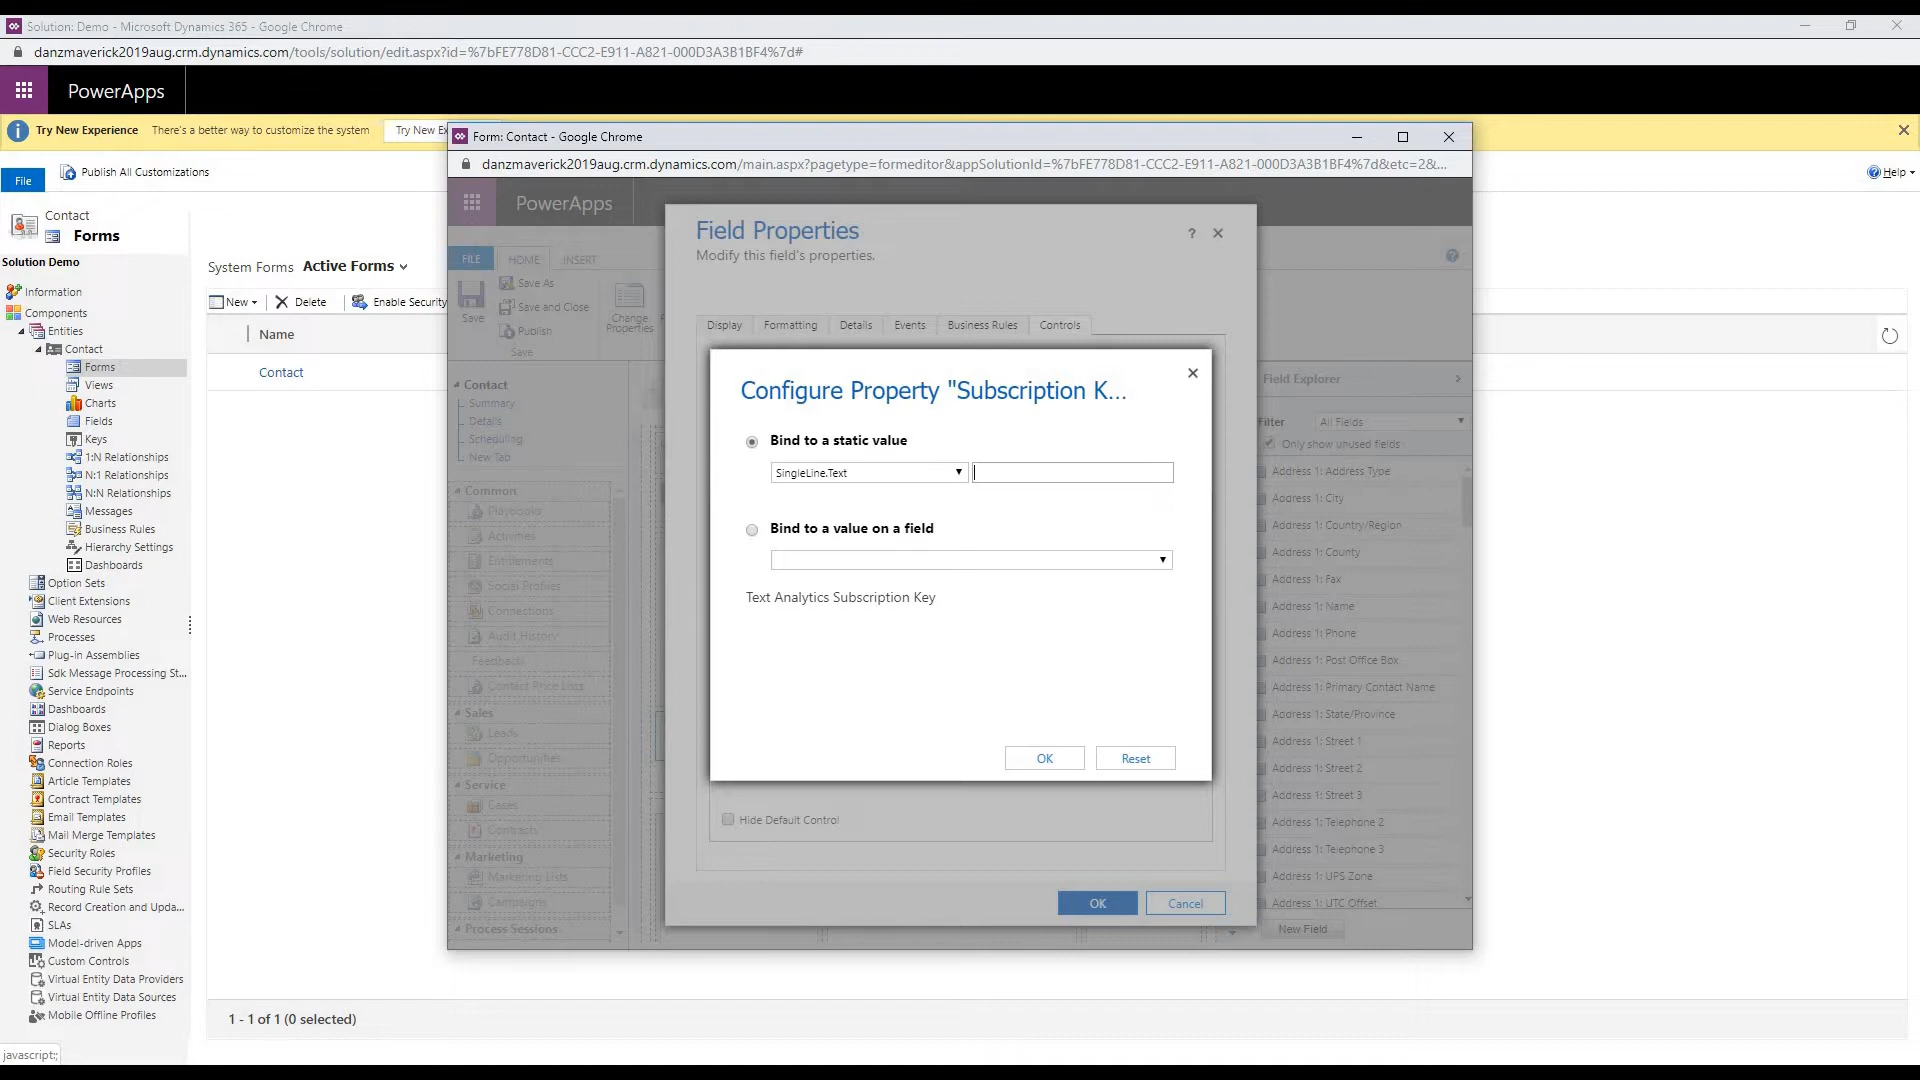 Solution: Demo - Microsoft Dynamics 365 - Google Chrome
danzmaverick2019aug.crm.dynamics.com/tools/solution/edit.aspx?id=%7bFE778D81-CCC2-E911-A821-000D3A3B1BF4%7d#
PowerApps
Try New Experience There's a better way to customize the system Try New Ex
File Publish All Customizations
Help
Contact
Forms
Solution Demo
Information
Components
Entities
Contact
Forms
Views
Charts
Fields
Keys
1:N Relationships
N:1 Relationships
N:N Relationships
Messages
Business Rules
Hierarchy Settings
Dashboards
Option Sets
Client Extensions
Web Resources
Processes
Plug-in Assemblies
Sdk Message Processing St...
Service Endpoints
Dashboards
Dialog Boxes
Reports
Connection Roles
Article Templates
Contract Templates
Email Templates
Mail Merge Templates
Security Roles
Field Security Profiles
Routing Rule Sets
Record Creation and Upda...
SLAs
Model-driven Apps
Custom Controls
Virtual Entity Data Providers
Virtual Entity Data Sources
Mobile Offline Profiles
javascript:;
System Forms Active Forms
New Delete Enable Security
Name
Contact
1 - 1 of 1 (0 selected)
Form: Contact - Google Chrome
danzmaverick2019aug.crm.dynamics.com/main.aspx?pagetype=formeditor&appSolutionId=%7bFE778D81-CCC2-E911-A821-000D3A3B1BF4%7d&etc=2&...
PowerApps
FILE HOME INSERT
Save
Save As
Save and Close
Publish
Save
Change
Properties
Contact
Summary
Details
Scheduling
New Tab
Common
Playbooks
Activities
Entitlements
Social Profiles
Connections
Audit History
Feedback
Contact Price Lists
Sales
Leads
Opportunities
Service
Cases
Contracts
Marketing
Marketing Lists
Campaigns
Process Sessions
Field Properties
Modify this field's properties.
?
Display Formatting Details Events Business Rules Controls
Configure Property "Subscription K...
Bind to a static value
SingleLine.Text
Bind to a value on a field
Text Analytics Subscription Key
OK Reset
Hide Default Control
OK Cancel
Field Explorer
Filter All Fields
Only show unused fields
Address 1: Address Type
Address 1: City
Address 1: Country/Region
Address 1: County
Address 1: Fax
Address 1: Name
Address 1: Phone
Address 1: Post Office Box
Address 1: Primary Contact Name
Address 1: State/Province
Address 1: Street 1
Address 1: Street 2
Address 1: Street 3
Address 1: Telephone 2
Address 1: Telephone 3
Address 1: UPS Zone
Address 1: UTC Offset
New Field